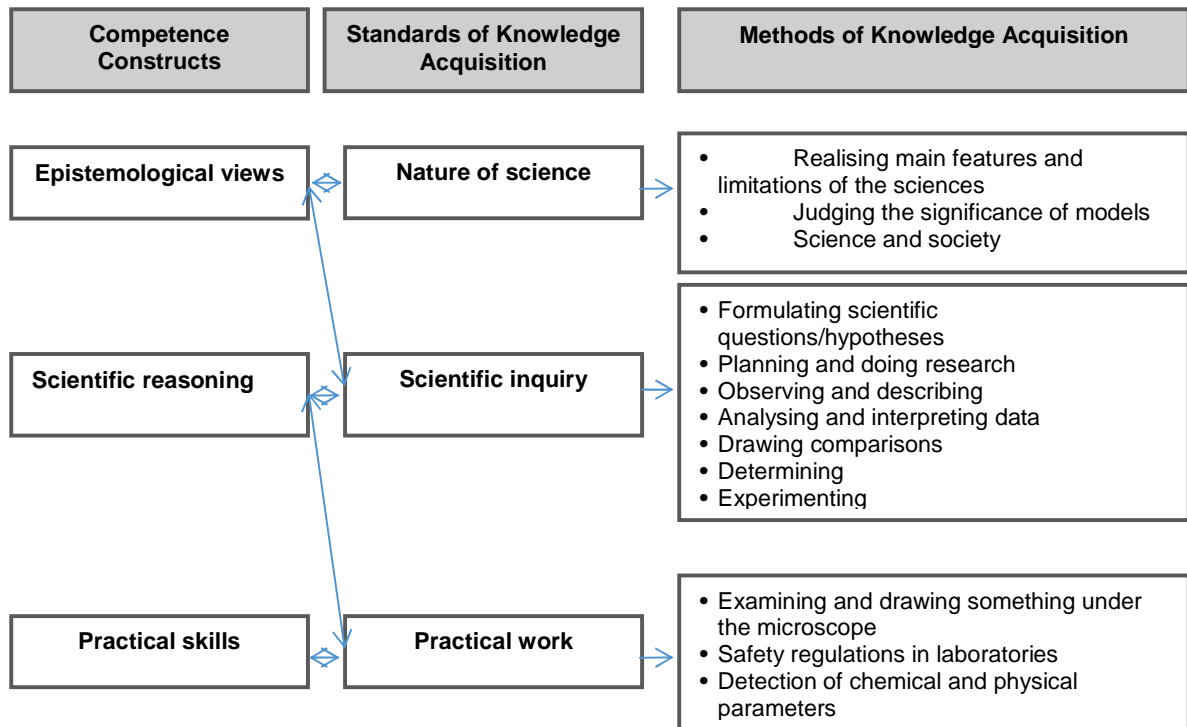 Competence
Constructs
Standards of Knowledge
Acquisition
Methods of Knowledge Acquisition
Epistemological views
Nature of science
• Realising main features and
limitations of the sciences
• Judging the significance of models
• Science and society
Scientific reasoning
Scientific inquiry
• Formulating scientific
questions/hypotheses
• Planning and doing research
• Observing and describing
• Analysing and interpreting data
• Drawing comparisons
• Determining
• Experimenting
Practical skills
Practical work
• Examining and drawing something under
the microscope
• Safety regulations in laboratories
• Detection of chemical and physical
parameters